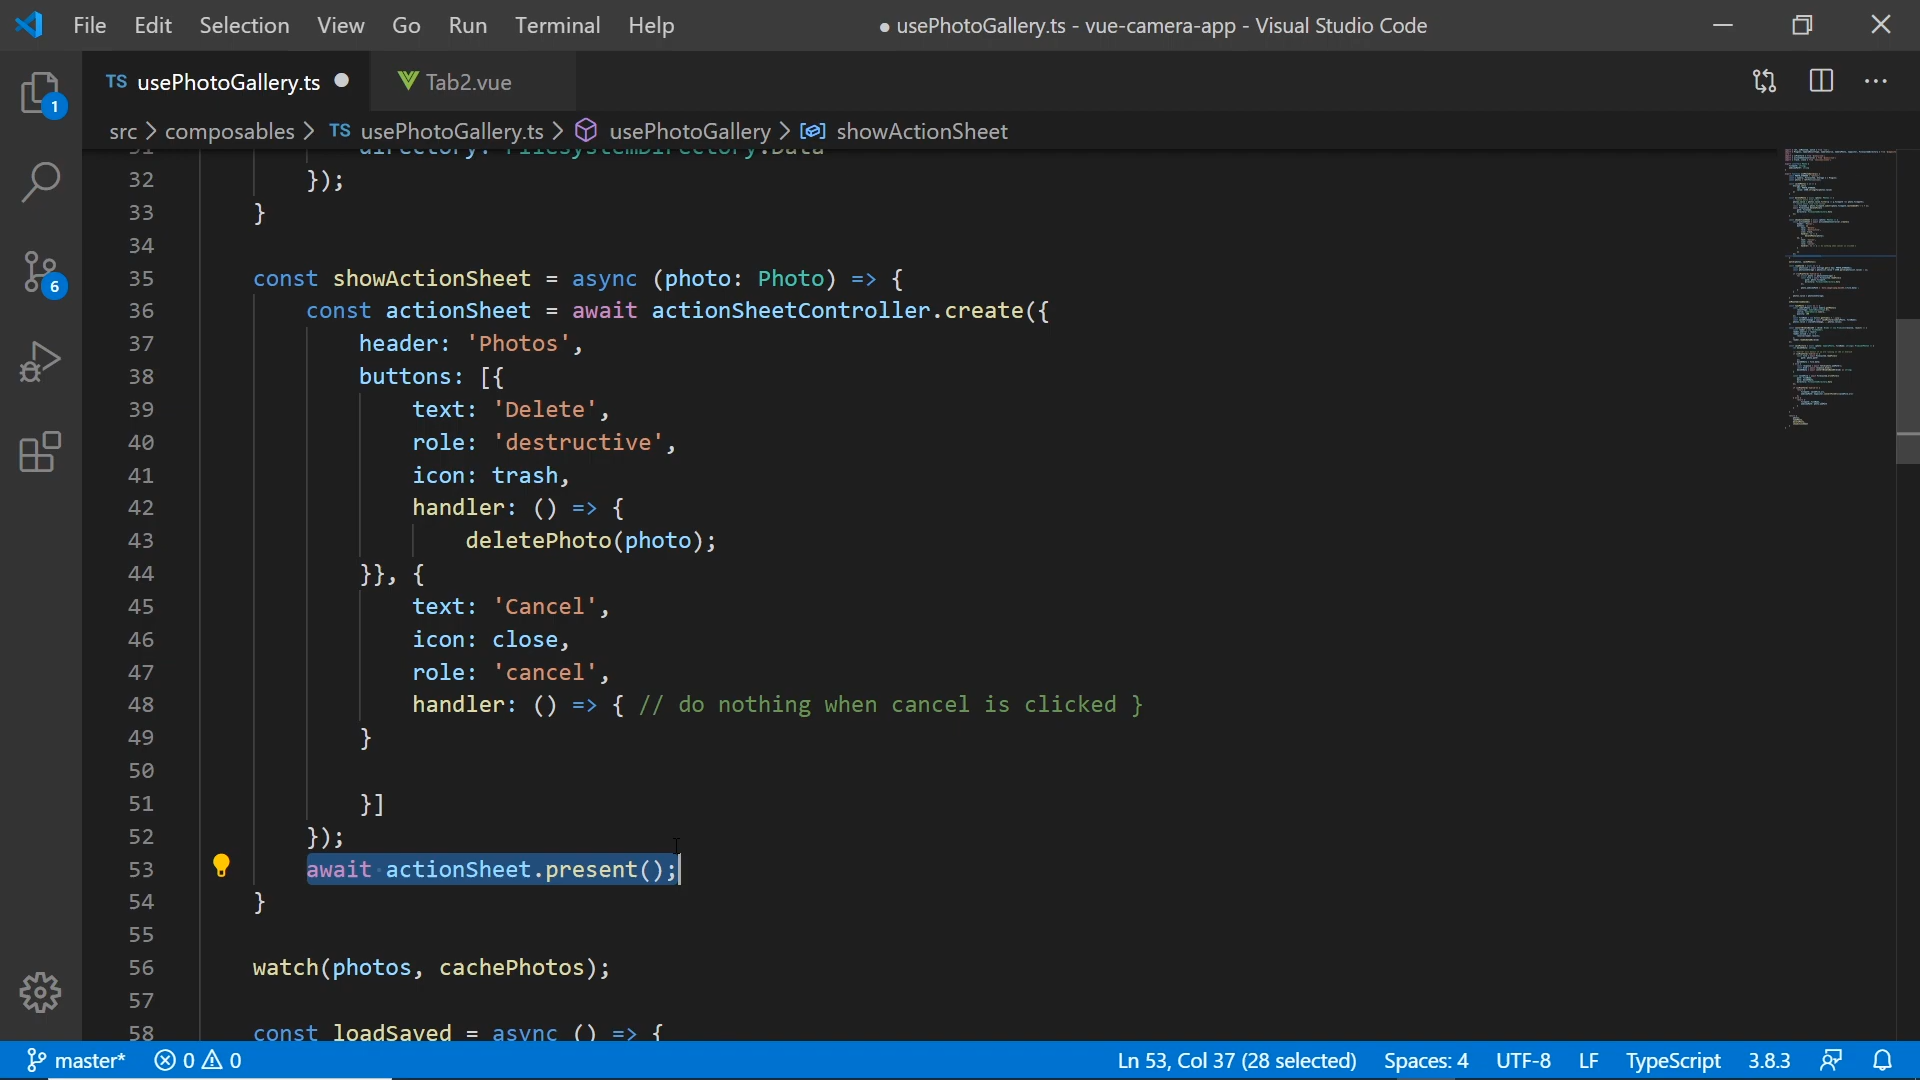 File Edit Selection View Go Run Terminal Help ● usePhotoGallery.ts - vue-camera-app - Visual Studio Code
TS usePhotoGallery.ts ● Tab2.vue
src > composables > TS usePhotoGallery.ts > usePhotoGallery > showActionSheet
1
6
31 directory: FilesystemDirectory.Data
32 });
33 }
34
35 const showActionSheet = async (photo: Photo) => {
36 const actionSheet = await actionSheetController.create({
37 header: 'Photos',
38 buttons: [{
39 text: 'Delete',
40 role: 'destructive',
41 icon: trash,
42 handler: () => {
43 deletePhoto(photo);
44 }}, {
45 text: 'Cancel',
46 icon: close,
47 role: 'cancel',
48 handler: () => { // do nothing when cancel is clicked }
49 }
50
51 }]
52 });
53 await actionSheet.present();
54 }
55
56 watch(photos, cachePhotos);
57
58 const loadSaved = async () => {
master* 0 0 Ln 53, Col 37 (28 selected) Spaces: 4 UTF-8 LF TypeScript 3.8.3